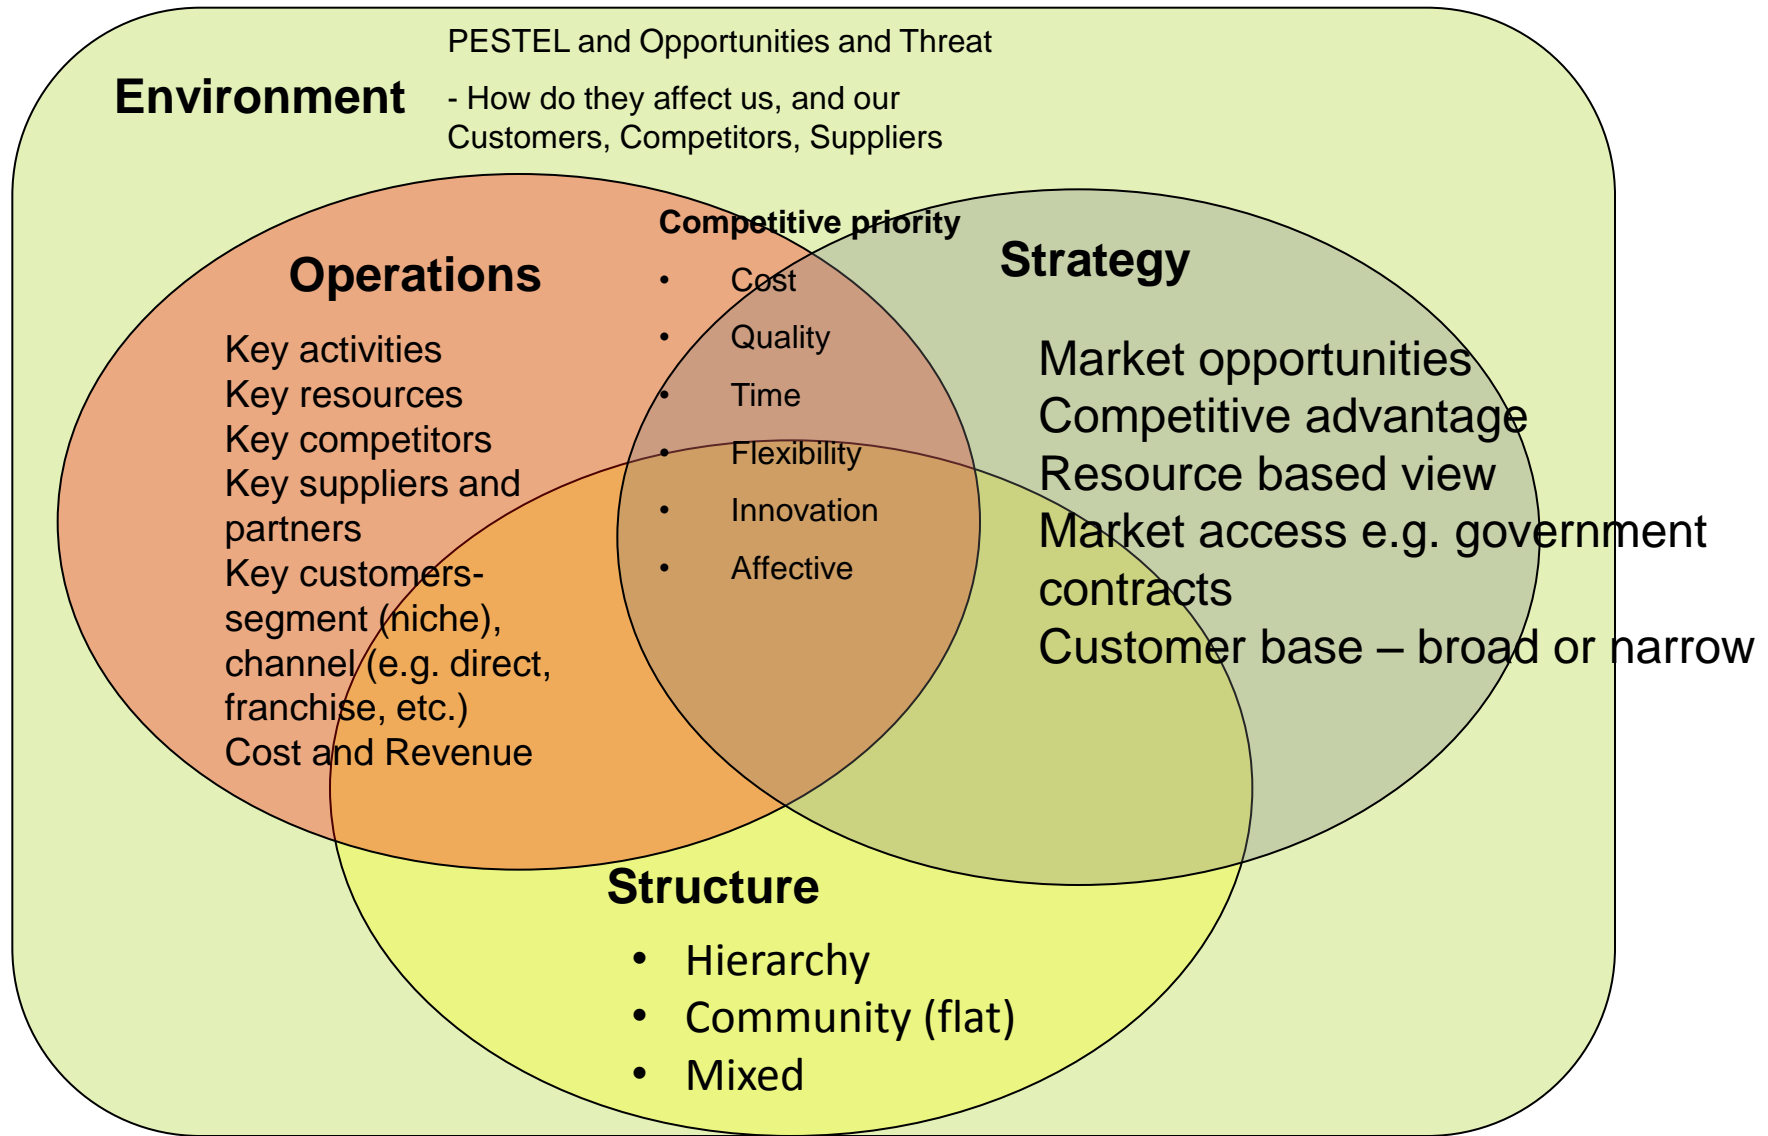 PESTEL and Opportunities and Threat
Environment
- How do they affect us, and our
Customers, Competitors, Suppliers
Competitive priority
• Cost
• Quality
• Time
• Flexibility
• Innovation
• Affective
Operations
Key activities
Key resources
Key competitors
Key suppliers and
partners
Key customers-
segment (niche),
channel (e.g. direct,
franchise, etc.)
Cost and Revenue
Strategy
Market opportunities
Competitive advantage
Resource based view
Market access e.g. government
contracts
Customer base – broad or narrow
Structure
• Hierarchy
• Community (flat)
• Mixed